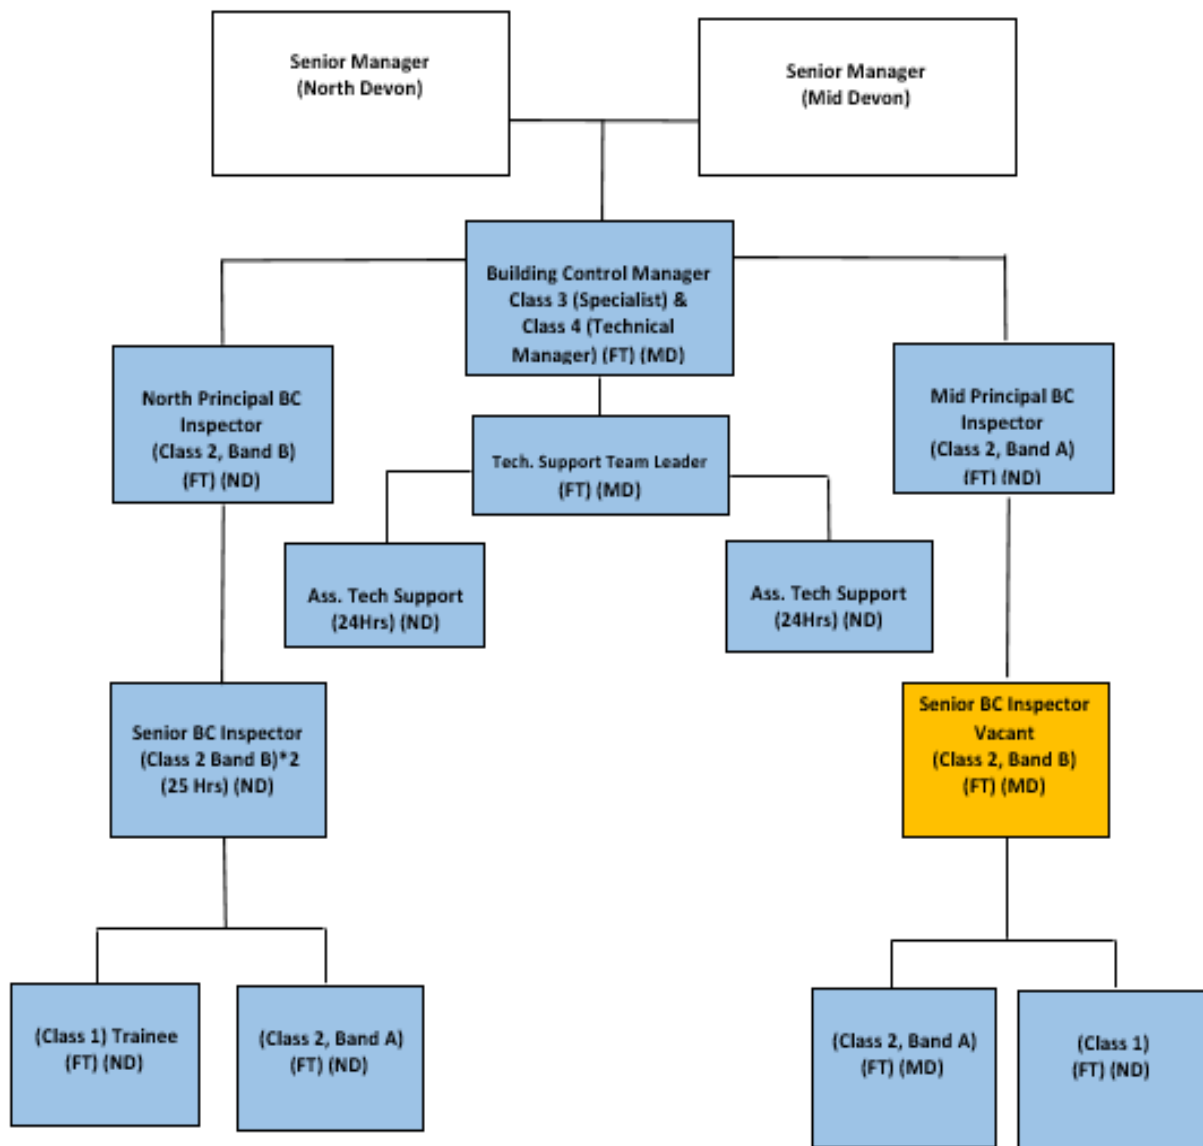 Senior Manager
(North Devon)
Senior Manager
(Mid Devon)
Building Control Manager
Class 3 (Specialist) &
Class 4 (Technical
Manager) (FT) (MD)
North Principal BC
Inspector
(Class 2, Band B)
(FT) (ND)
Mid Principal BC
Inspector
(Class 2, Band A)
(FT) (ND)
Tech. Support Team Leader
(FT) (MD)
Ass. Tech Support
(24Hrs) (ND)
Ass. Tech Support
(24Hrs) (ND)
Senior BC Inspector
(Class 2 Band B)*2
(25 Hrs) (ND)
Senior BC Inspector
Vacant
(Class 2, Band B)
(FT) (MD)
(Class 1) Trainee
(FT) (ND)
(Class 2, Band A)
(FT) (ND)
(Class 2, Band A)
(FT) (MD)
(Class 1)
(FT) (ND)